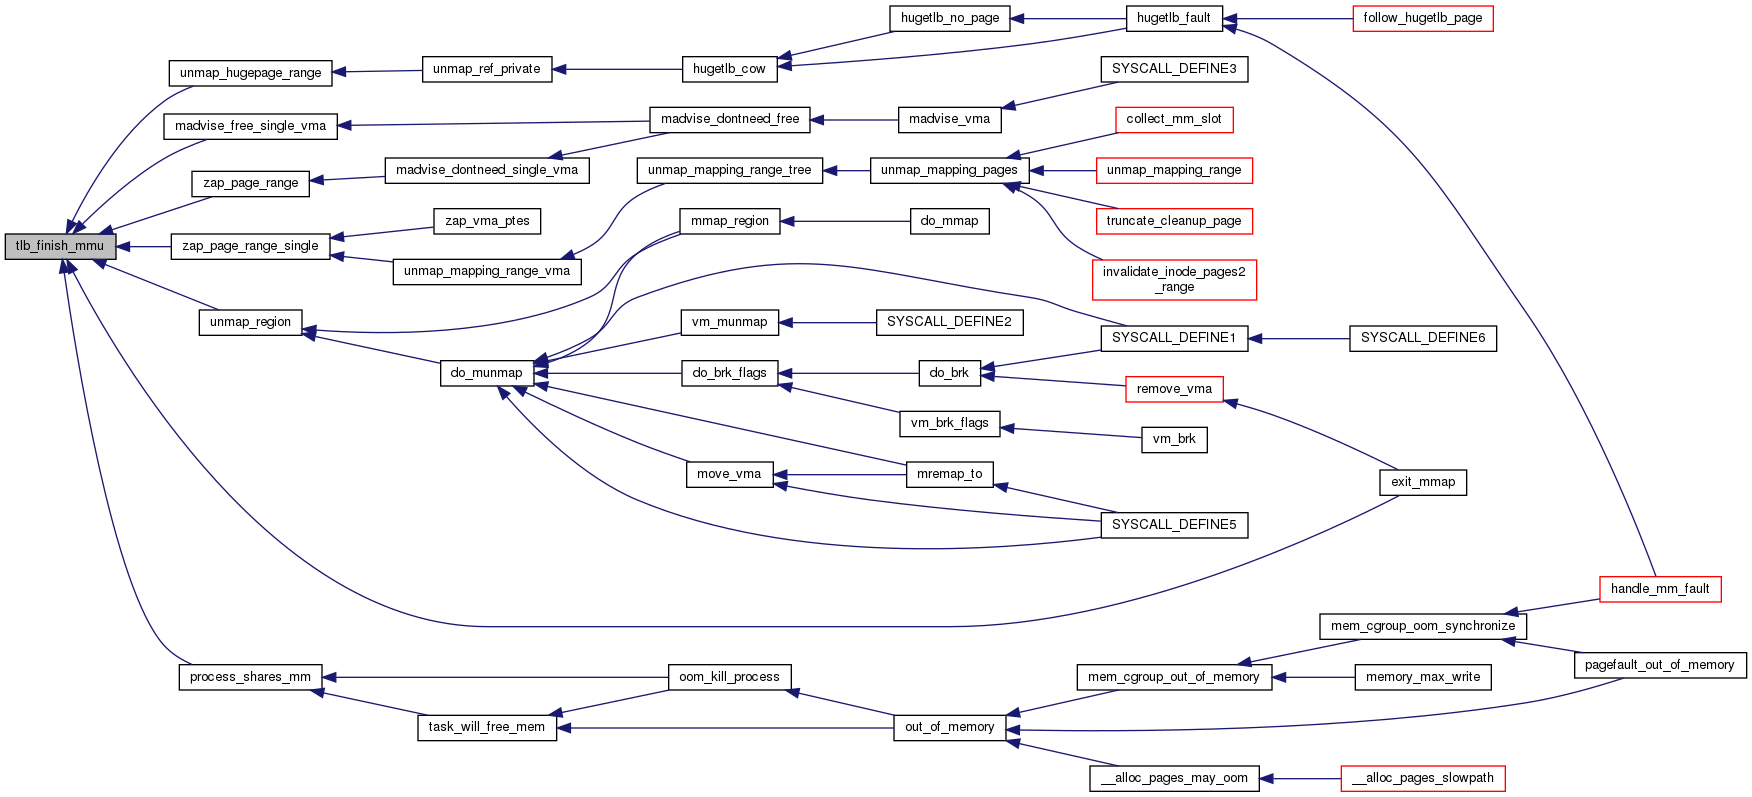 hugetlb_no_page
hugetlb_fault
follow_hugetlb_page
unmap_hugepage_range
unmap_ref_private
hugetlb_cow
SYSCALL_DEFINE3
madvise_free_single_vma
madvise_dontneed_free
madvise_vma
collect_mm_slot
zap_page_range
madvise_dontneed_single_vma
unmap_mapping_range_tree
unmap_mapping_pages
unmap_mapping_range
tlb_finish_mmu
zap_page_range_single
zap_vma_ptes
mmap_region
do_mmap
truncate_cleanup_page
unmap_mapping_range_vma
invalidate_inode_pages2
_range
unmap_region
vm_munmap
SYSCALL_DEFINE2
SYSCALL_DEFINE1
SYSCALL_DEFINE6
do_munmap
do_brk_flags
do_brk
remove_vma
vm_brk_flags
vm_brk
move_vma
mremap_to
exit_mmap
SYSCALL_DEFINE5
handle_mm_fault
mem_cgroup_oom_synchronize
process_shares_mm
oom_kill_process
mem_cgroup_out_of_memory
memory_max_write
pagefault_out_of_memory
task_will_free_mem
out_of_memory
__alloc_pages_may_oom
__alloc_pages_slowpath